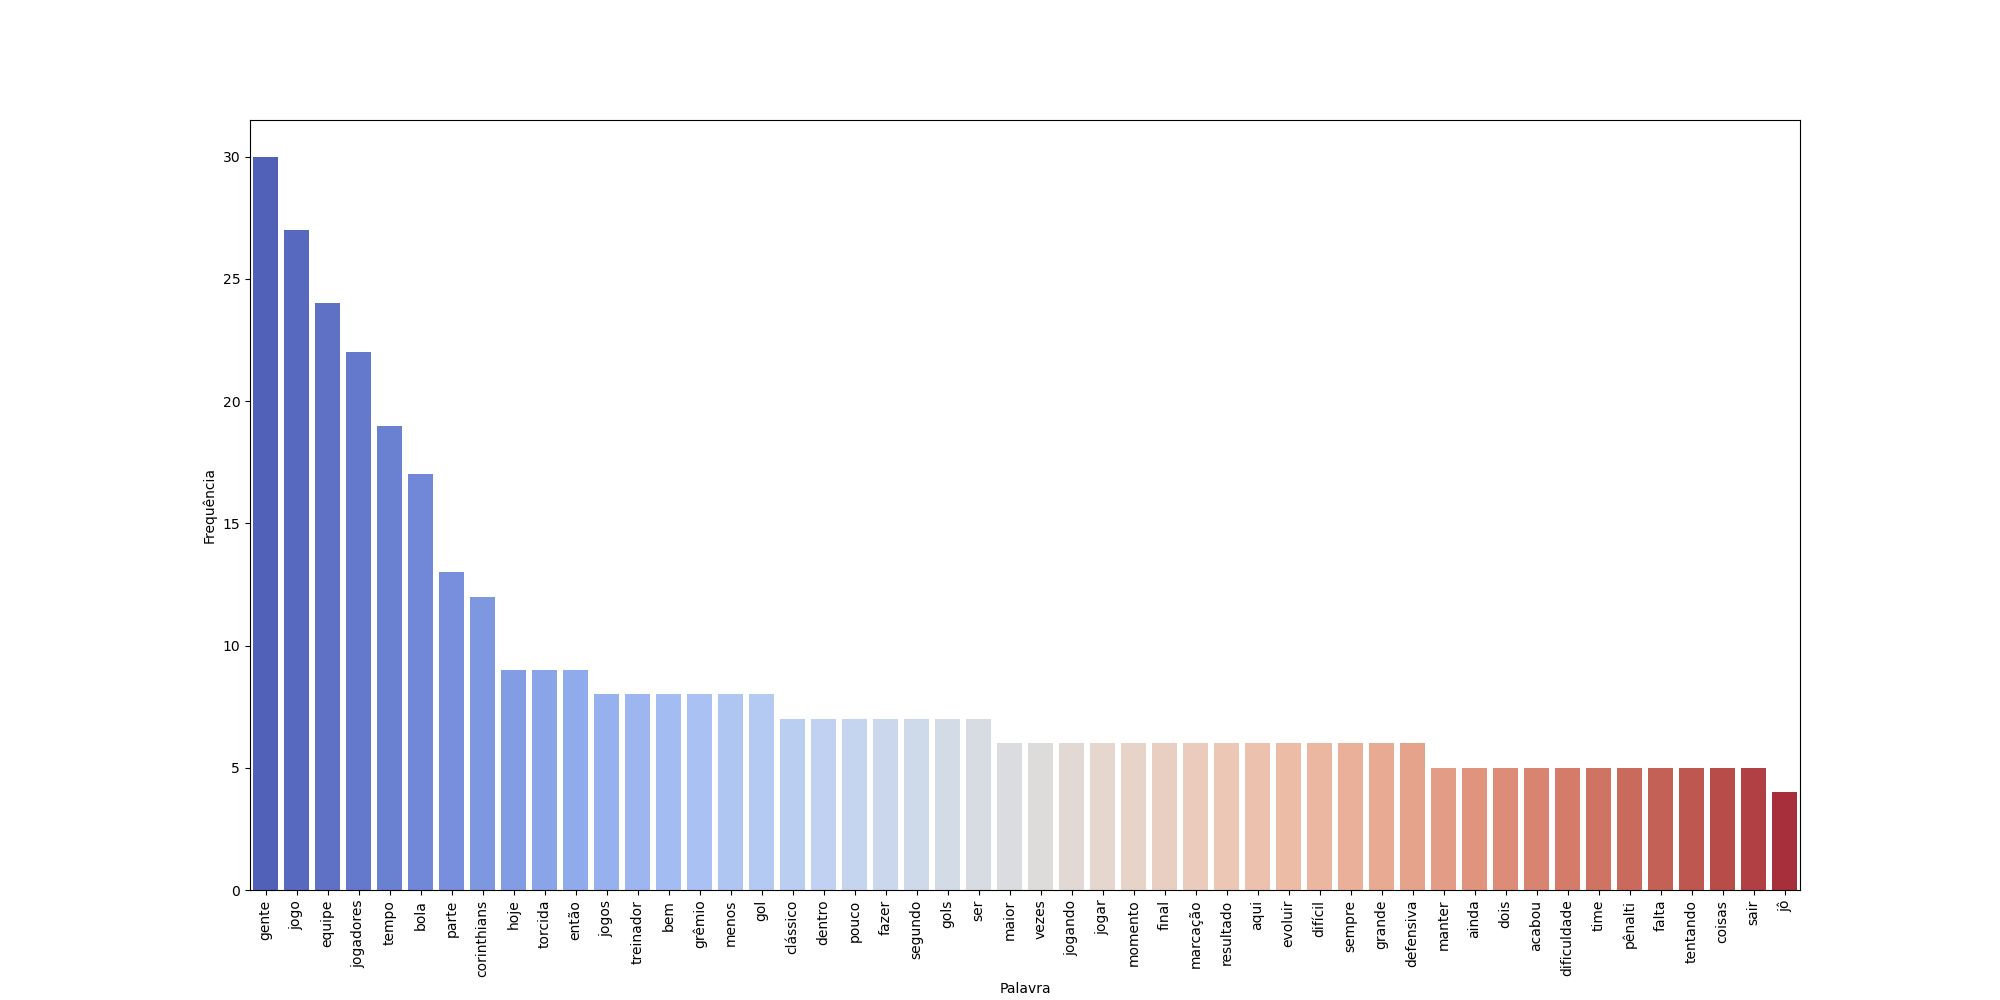 30
25
20
15
10
5
0
Frequência
gente
jogo
equipe
jogadores
tempo
bola
parte
corinthians
hoje
torcida
então
jogos
treinador
bem
grêmio
menos
gol
clássico
dentro
pouco
fazer
segundo
gols
ser
maior
vezes
jogando
jogar
momento
final
marcação
resultado
aqui
evoluir
difícil
sempre
grande
defensiva
manter
ainda
dois
acabou
dificuldade
time
pênalti
falta
tentando
coisas
sair
jô
Palavra